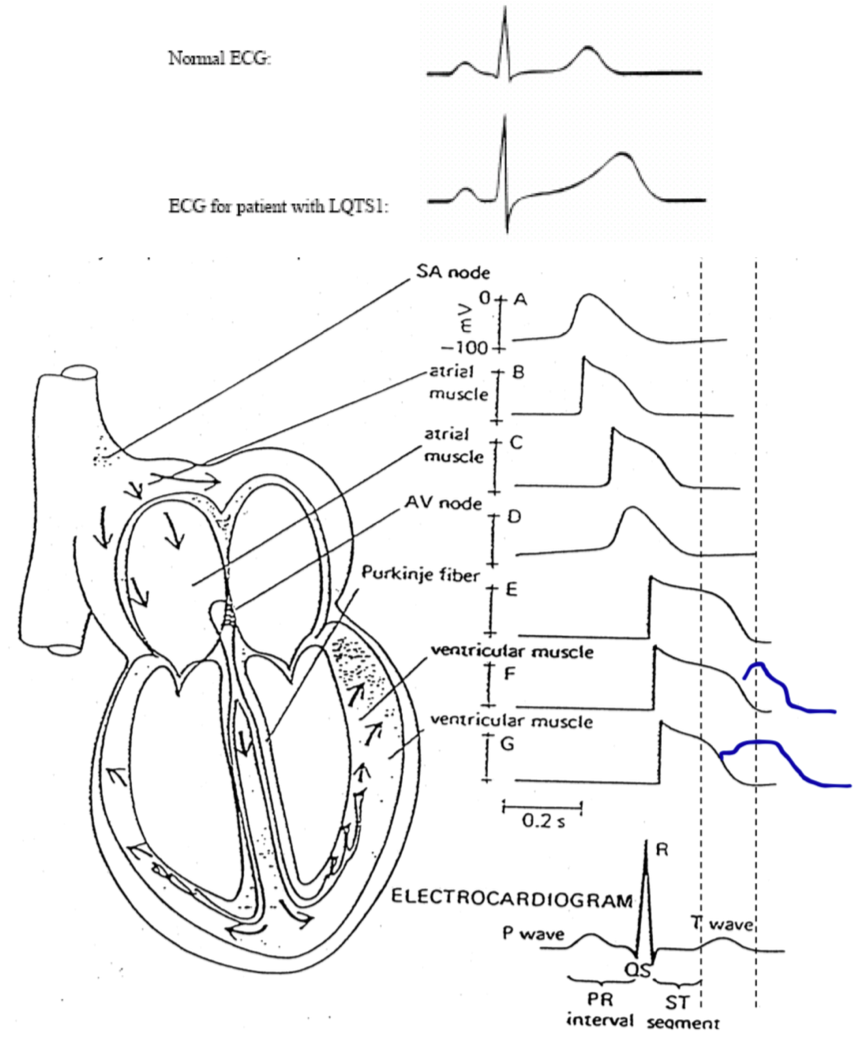 Normal ECG:
ECG for patient with LQTS1:
SA node
0 A
mV
-100
atrial muscle B
atrial muscle C
AV node D
Purkinje fiber E
ventricular muscle
F
ventricular muscle
G
0.2 s
R
ELECTROCARDIOGRAM
P wave
T wave
QS
PR interval
ST segment